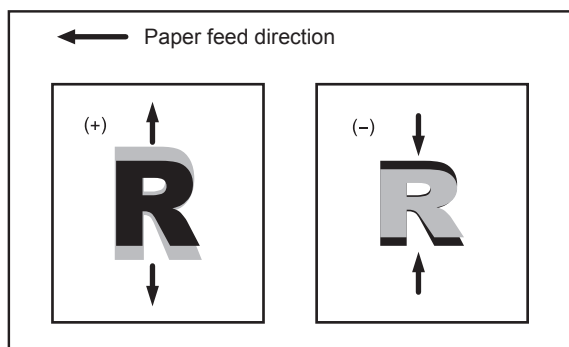 Paper feed direction
(+)
(–)
R
R